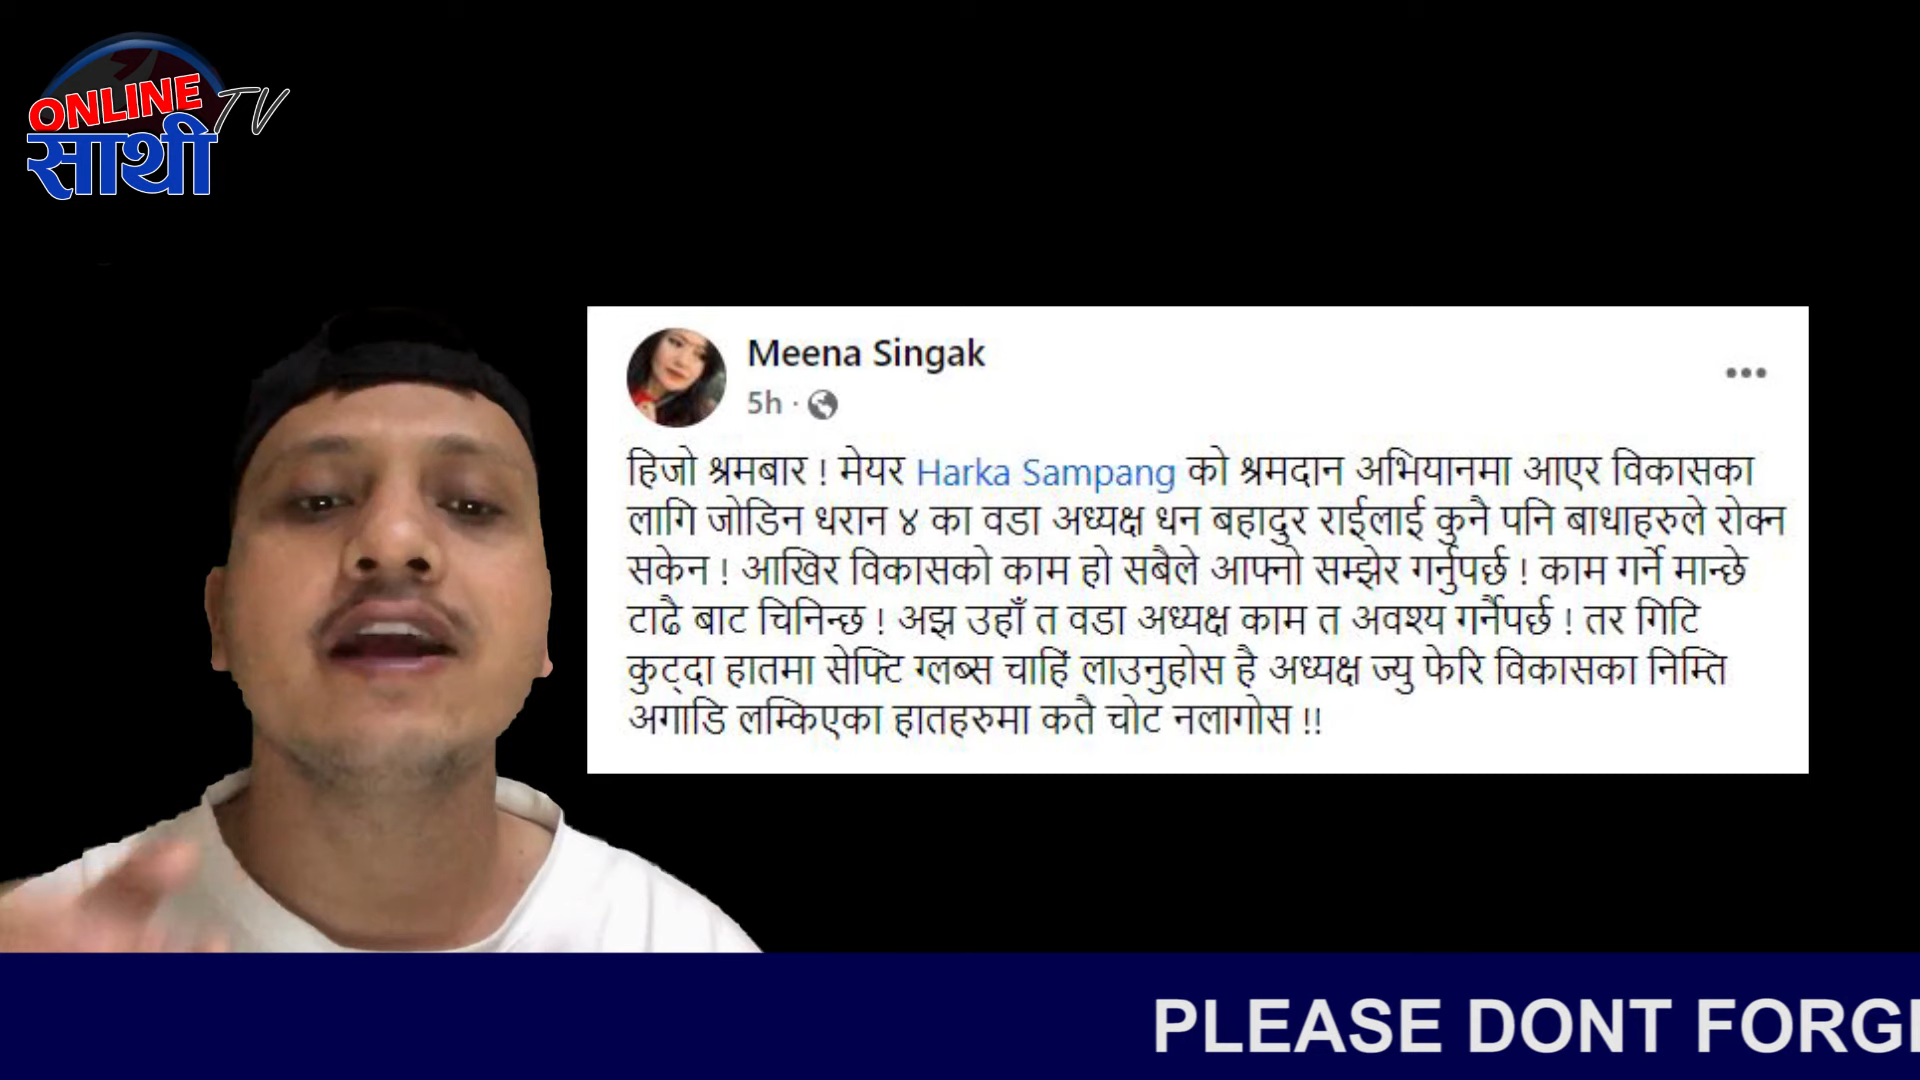 ONLINE TV
साथी
Meena Singak
5h ·
हिजो श्रमबार ! मेयर Harka Sampang को श्रमदान अभियानमा आएर विकासका
लागि जोडिन धरान ४ का वडा अध्यक्ष धन बहादुर राईलाई कुनै पनि बाधाहरुले रोक्न
सकेन ! आखिर विकासको काम हो सबैले आफ्नो सम्झेर गर्नुपर्छ ! काम गर्ने मान्छे
टाढै बाट चिनिन्छ ! अझ उहाँ त वडा अध्यक्ष काम त अवश्य गर्नैपर्छ ! तर गिटि
कुट्दा हातमा सेफ्टि ग्लब्स चाहिं लाउनुहोस है अध्यक्ष ज्यु फेरि विकासका निम्ति
अगाडि लम्किएका हातहरुमा कतै चोट नलागोस !!
PLEASE DONT FORG